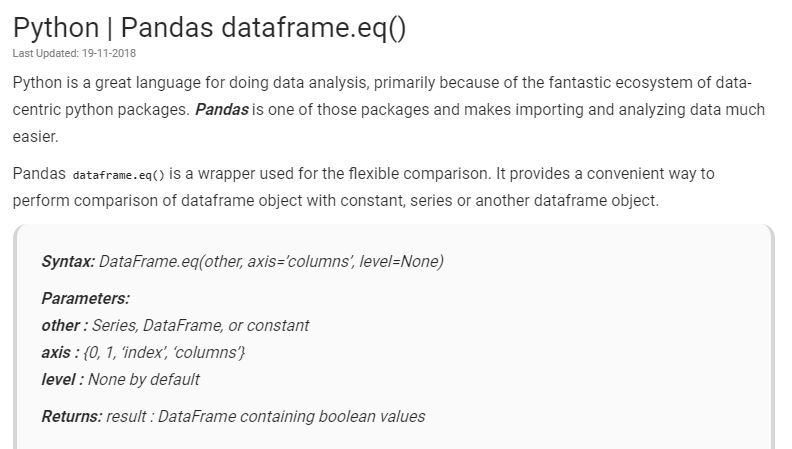 Python | Pandas dataframe.eq()
Last Updated: 19-11-2018
Python is a great language for doing data analysis, primarily because of the fantastic ecosystem of data-
centric python packages. Pandas is one of those packages and makes importing and analyzing data much
easier.
Pandas dataframe.eq() is a wrapper used for the flexible comparison. It provides a convenient way to
perform comparison of dataframe object with constant, series or another dataframe object.
Syntax: DataFrame.eq(other, axis=’columns’, level=None)
Parameters:
other : Series, DataFrame, or constant
axis : {0, 1, ‘index’, ‘columns’}
level : None by default
Returns: result : DataFrame containing boolean values